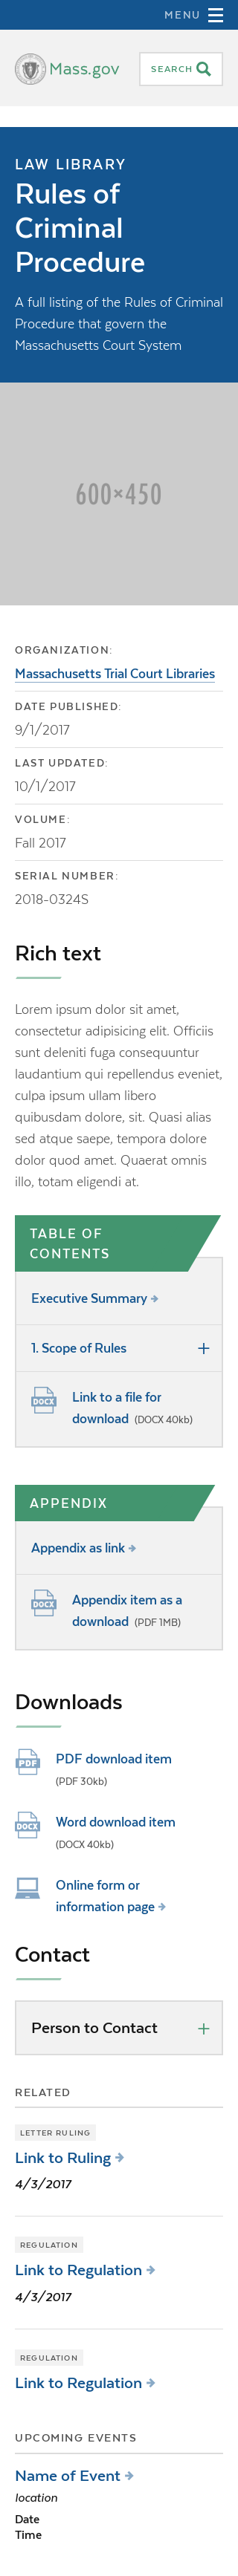 MENU
Mass.gov
SEARCH
LAW LIBRARY
Rules of
Criminal
Procedure
A full listing of the Rules of Criminal
Procedure that govern the
Massachusetts Court System
600×450
ORGANIZATION:
Massachusetts Trial Court Libraries
DATE PUBLISHED:
9/1/2017
LAST UPDATED:
10/1/2017
VOLUME:
Fall 2017
SERIAL NUMBER:
2018-0324S
Rich text
Lorem ipsum dolor sit amet,
consectetur adipisicing elit. Officiis
sunt deleniti fuga consequuntur
laudantium qui repellendus eveniet,
culpa ipsum ullam libero
quibusdam dolore, sit. Quasi alias
sed atque saepe, tempora dolore
dolor quod amet. Quaerat omnis
illo, totam eligendi at.
TABLE OF
CONTENTS
Executive Summary
1. Scope of Rules
DOCX
Link to a file for
download (DOCX 40kb)
APPENDIX
Appendix as link
DOCX
Appendix item as a
download (PDF 1MB)
Downloads
PDF
PDF download item
(PDF 30kb)
DOCX
Word download item
(DOCX 40kb)
Online form or
information page
Contact
Person to Contact
RELATED
LETTER RULING
Link to Ruling
4/3/2017
REGULATION
Link to Regulation
4/3/2017
REGULATION
Link to Regulation
UPCOMING EVENTS
Name of Event
location
Date
Time